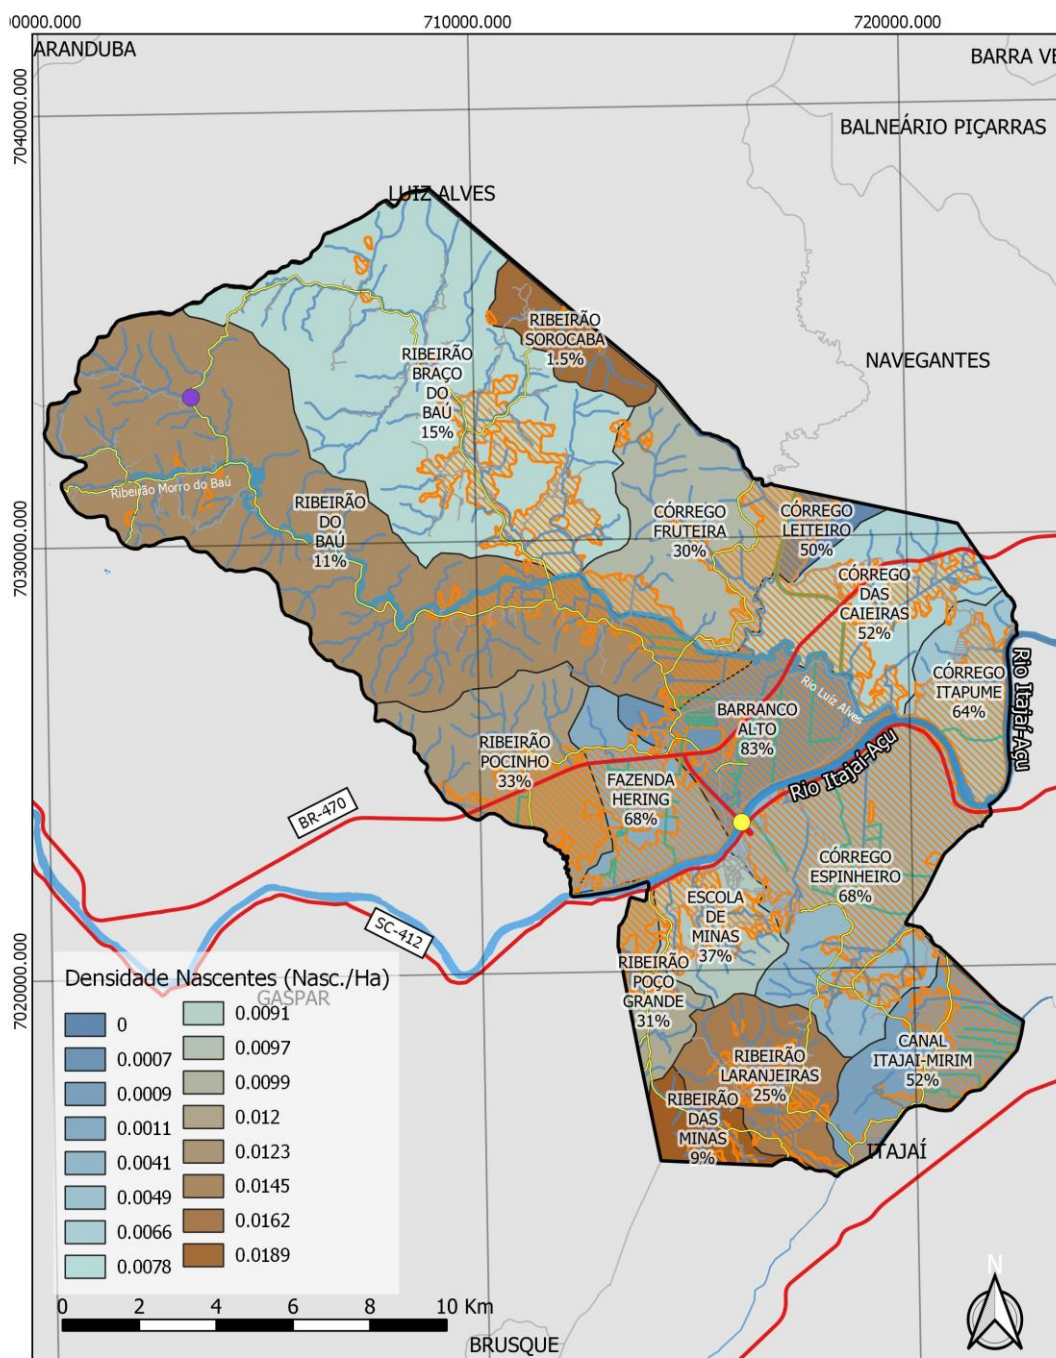 00000.000
710000.000
720000.000
ARANDUBA
BARRA VE
7040000.000
BALNEÁRIO PIÇARRAS
LUIZ ALVES
RIBEIRÃO
SOROCABA
1.5%
NAVEGANTES
RIBEIRÃO
BRAÇO
DO
BAÚ
15%
Ribeirão Morro do Baú
RIBEIRÃO
DO
BAÚ
11%
CÓRREGO
FRUTEIRA
30%
CÓRREGO
LEITEIRO
50%
7030000.000
CÓRREGO
DAS
CAIEIRAS
52%
CÓRREGO
ITAPUME
64%
Rio Itajaí-Açu
Rio Luíz Alves
BARRANCO
ALTO
83%
RIBEIRÃO
POCINHO
33%
Rio Itajaí-Açu
FAZENDA
HERING
68%
BR-470
CÓRREGO
ESPINHEIRO
68%
ESCOLA
DE
MINAS
37%
SC-412
RIBEIRÃO
POÇO
GRANDE
31%
7020000.000
CANAL
ITAJAI-MIRIM
52%
RIBEIRÃO
LARANJEIRAS
25%
RIBEIRÃO
DAS
MINAS
9%
ITAJAÍ
Densidade Nascentes (Nasc./Ha)
GASPAR
0
0.0007
0.0009
0.0011
0.0041
0.0049
0.0066
0.0078
0.0091
0.0097
0.0099
0.012
0.0123
0.0145
0.0162
0.0189
0 2 4 6 8 10 Km
N
BRUSQUE